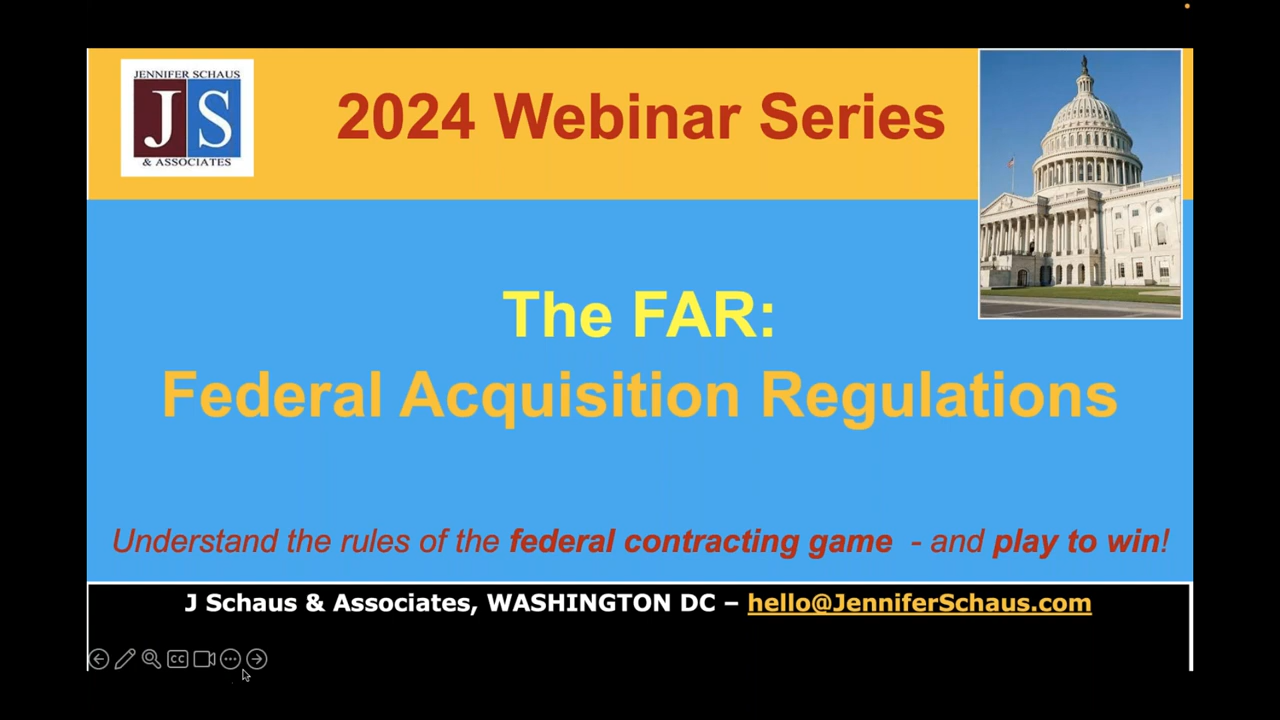 JENNIFER SCHAUS
JS
& ASSOCIATES
2024 Webinar Series
The FAR:
Federal Acquisition Regulations
Understand the rules of the federal contracting game - and play to win!
J Schaus & Associates, WASHINGTON DC – hello@JenniferSchaus.com
CC